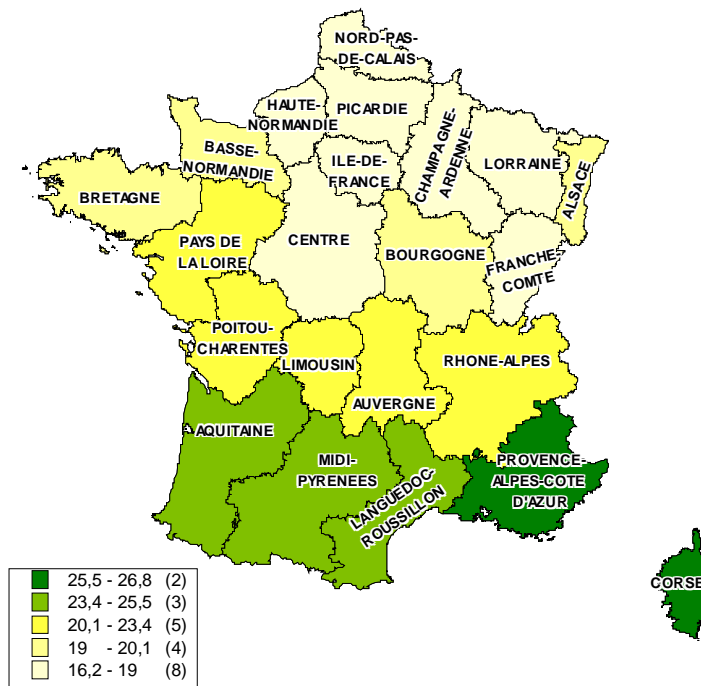 NORD-PAS-
DE-CALAIS
HAUTE-
NORMANDIE
PICARDIE
CHAMPAGNE-
ARDENNE
BASSE-
NORMANDIE
ILE-DE-
FRANCE
LORRAINE
ALSACE
BRETAGNE
PAYS DE
LA LOIRE
CENTRE
BOURGOGNE
FRANCHE-
COMTE
POITOU-
CHARENTES
LIMOUSIN
AUVERGNE
RHONE-ALPES
AQUITAINE
MIDI-
PYRENEES
LANGUEDOC-
ROUSSILLON
PROVENCE-
ALPES-COTE
D'AZUR
CORSE
25,5 - 26,8 (2)
23,4 - 25,5 (3)
20,1 - 23,4 (5)
19 - 20,1 (4)
16,2 - 19 (8)